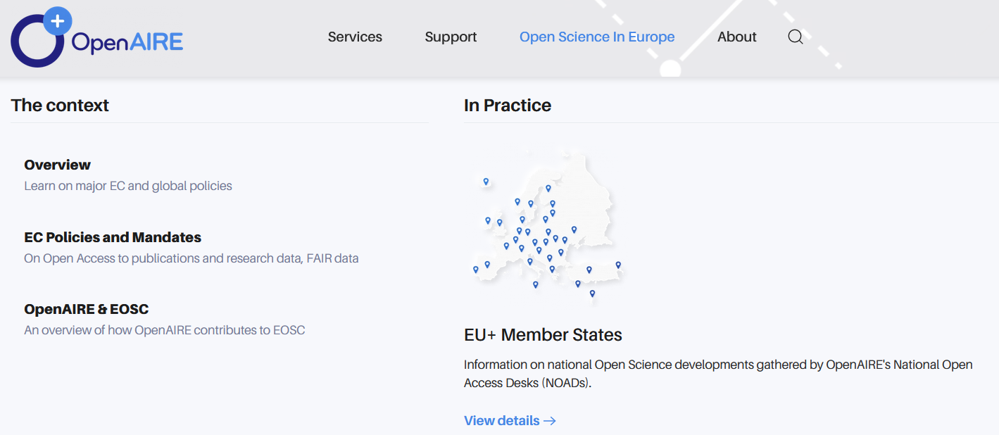 OpenAIRE
Services
Support
Open Science In Europe
About
The context
Overview
Learn on major EC and global policies
EC Policies and Mandates
On Open Access to publications and research data, FAIR data
OpenAIRE & EOSC
An overview of how OpenAIRE contributes to EOSC
In Practice
EU+ Member States
Information on national Open Science developments gathered by OpenAIRE's National Open
Access Desks (NOADs).
View details →